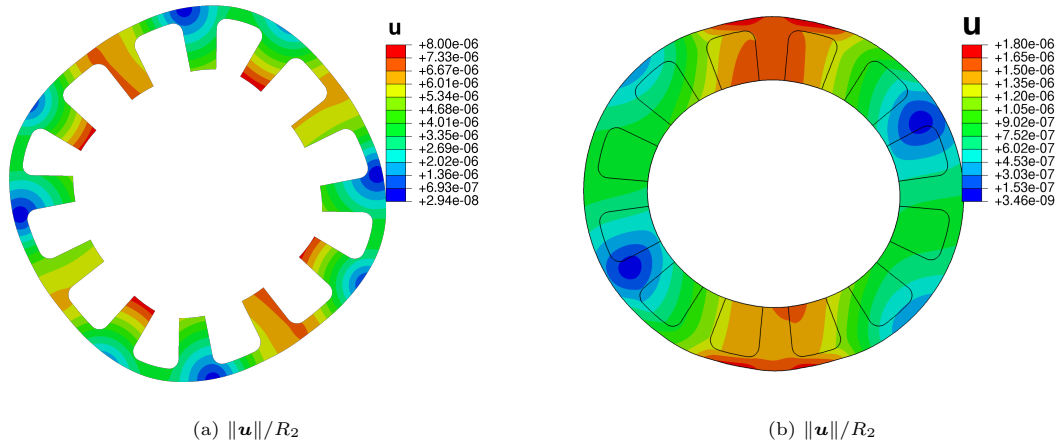 u
+8.00e-06
+7.33e-06
+6.67e-06
+6.01e-06
+5.34e-06
+4.68e-06
+4.01e-06
+3.35e-06
+2.69e-06
+2.02e-06
+1.36e-06
+6.93e-07
+2.94e-08
(a) ‖u‖/R₂
u
+1.80e-06
+1.65e-06
+1.50e-06
+1.35e-06
+1.20e-06
+1.05e-06
+9.02e-07
+7.52e-07
+6.02e-07
+4.53e-07
+3.03e-07
+1.53e-07
+3.46e-09
(b) ‖u‖/R₂